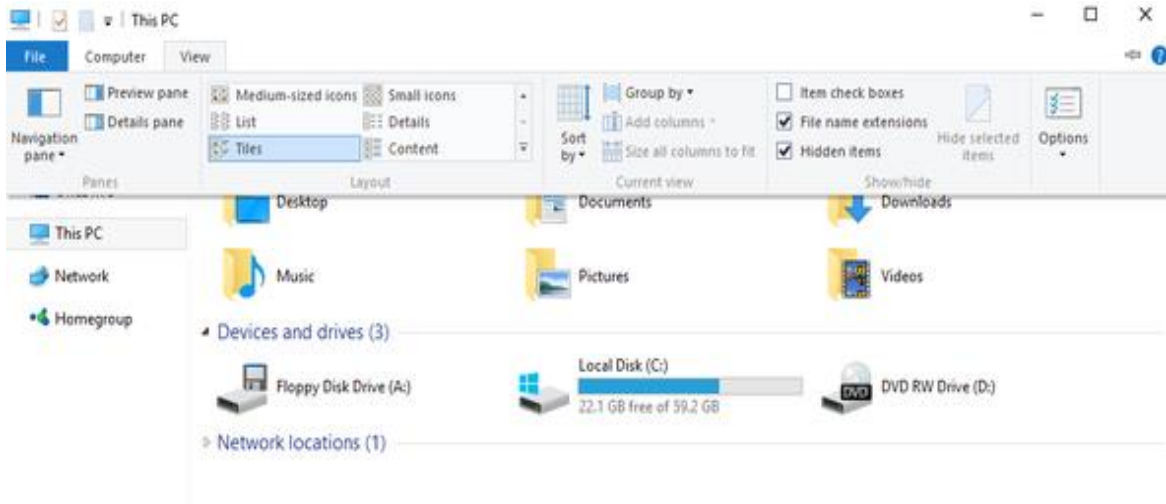 This PC
File Computer View
Navigation pane
Preview pane
Details pane
Panes
Medium-sized icons Small icons
List Details
Tiles Content
Layout
Sort by
Group by
Add columns
Size all columns to fit
Current view
Item check boxes
File name extensions
Hidden items
Hide selected items
Show/hide
Options
Desktop Documents Downloads
This PC
Network
Homegroup
Music Pictures Videos
Devices and drives (3)
Floppy Disk Drive (A:)
Local Disk (C:)
22.1 GB free of 59.2 GB
DVD
DVD RW Drive (D:)
Network locations (1)